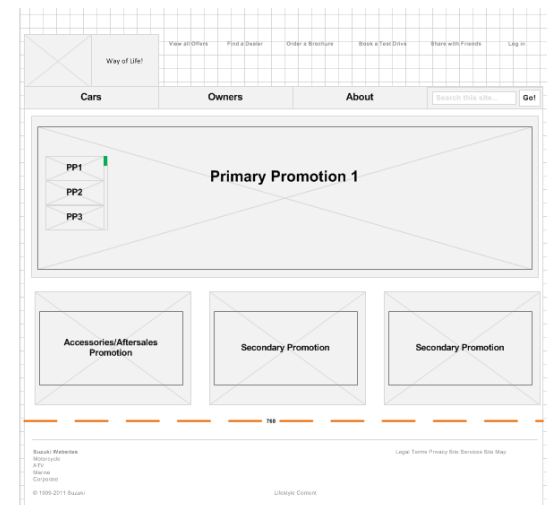 View all Offers Find a Dealer Order a Brochure Book a Test Drive Share with Friends Log in
Way of Life!
Cars Owners About Search this site... Go!
PP1
PP2
PP3
Primary Promotion 1
Accessories/Aftersales
Promotion
Secondary Promotion
Secondary Promotion
768
Suzuki Websites Legal Terms Privacy Bits Services Site Map
Motorcycle
ATV
Marine
Corporate
© 1995-2011 Suzuki Lifestyle Content